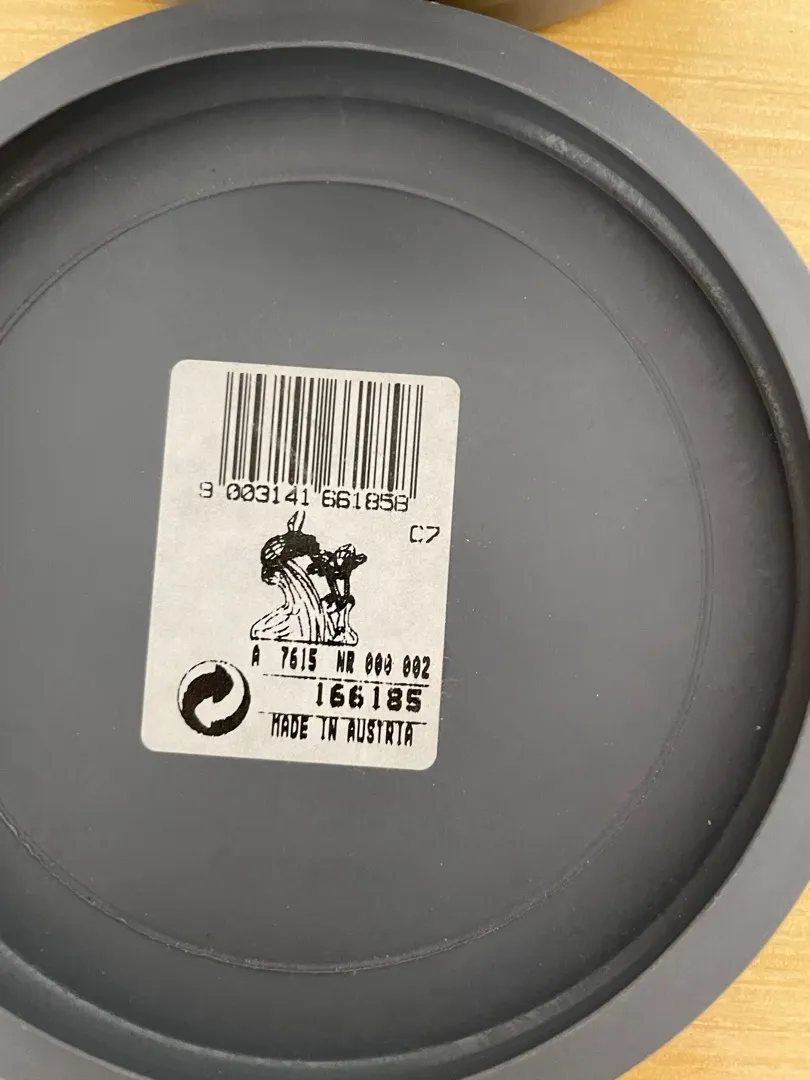 9 003141 661858
C7
A 7615 NR 000 002
166185
MADE IN AUSTRIA